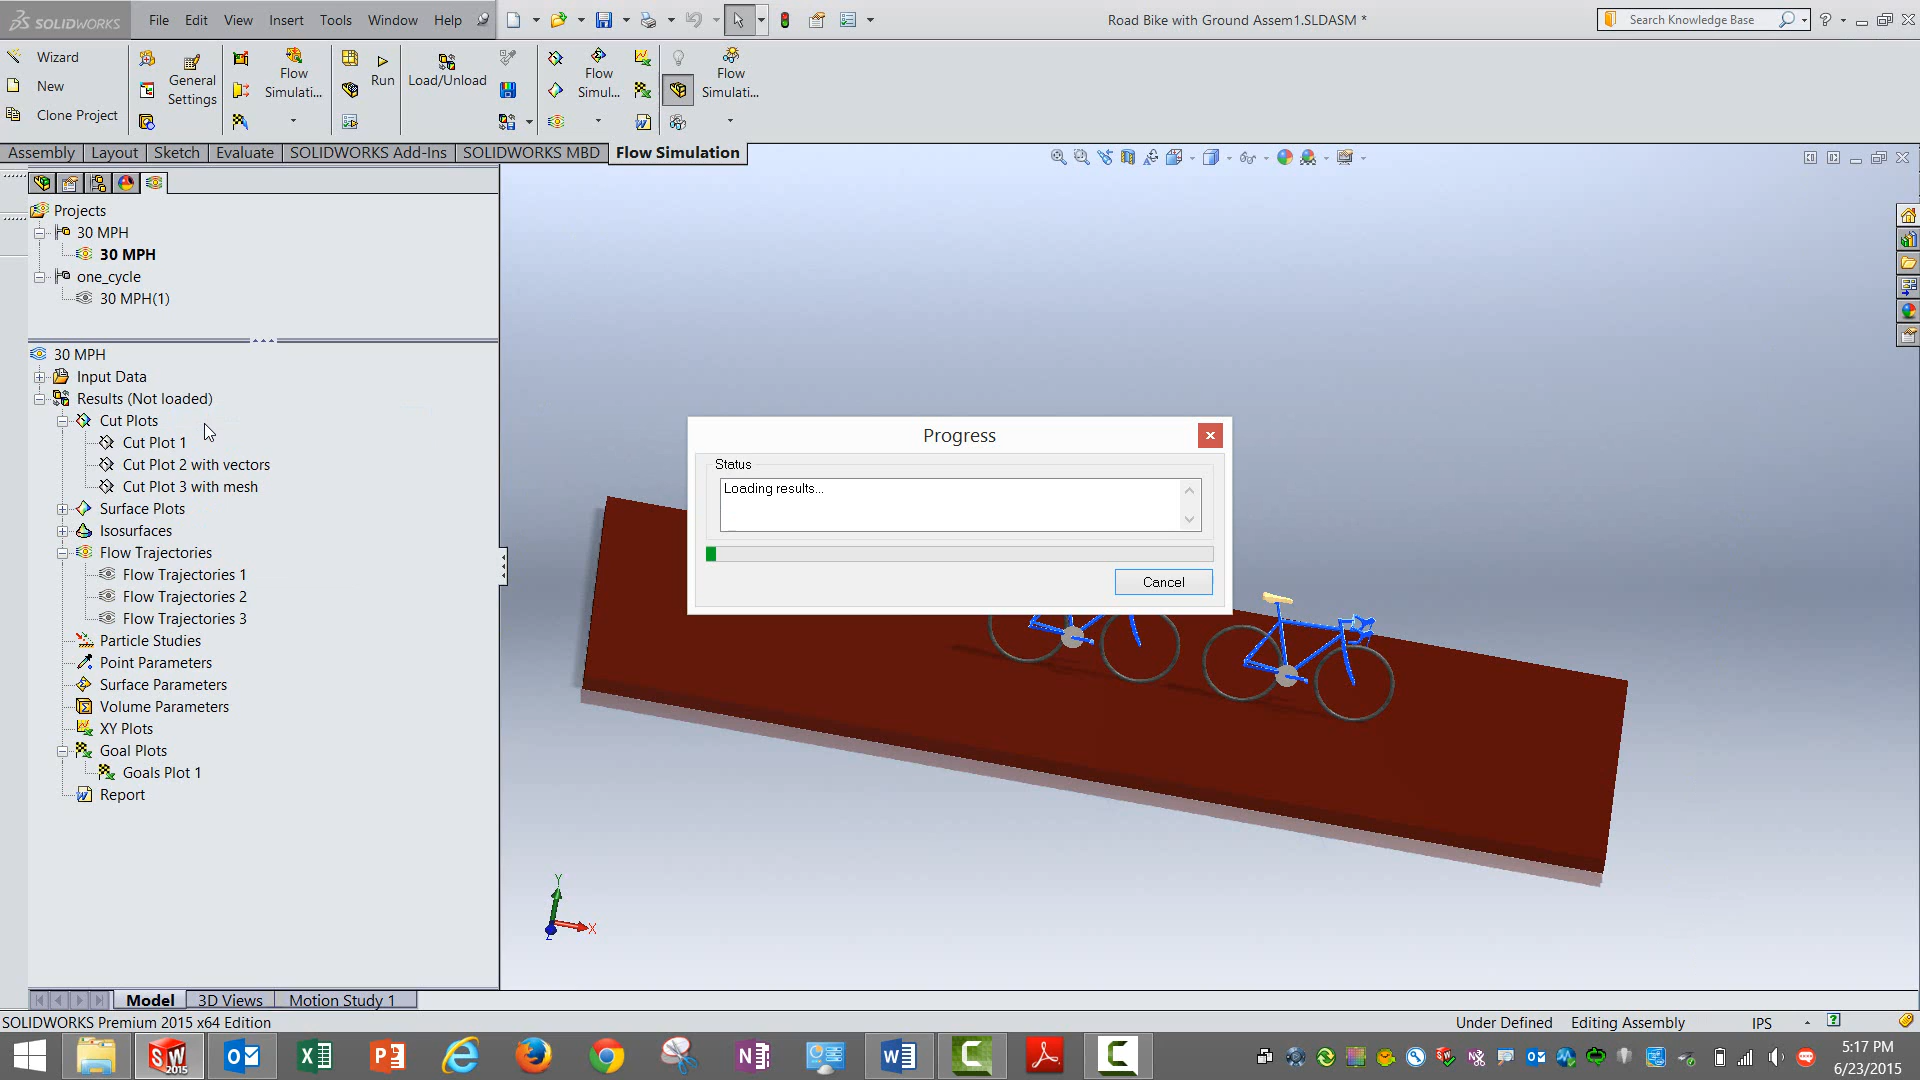 SOLIDWORKS File Edit View Insert Tools Window Help Road Bike with Ground Assem1.SLDASM * Search Knowledge Base
Wizard
New
Clone Project
General Settings
Flow Simulati...
Run
Load/Unload
Flow Simul...
Flow Simulati...
Assembly Layout Sketch Evaluate SOLIDWORKS Add-Ins SOLIDWORKS MBD Flow Simulation
Projects
30 MPH
30 MPH
one_cycle
30 MPH(1)
30 MPH
Input Data
Results (Not loaded)
Cut Plots
Cut Plot 1
Cut Plot 2 with vectors
Cut Plot 3 with mesh
Surface Plots
Isosurfaces
Flow Trajectories
Flow Trajectories 1
Flow Trajectories 2
Flow Trajectories 3
Particle Studies
Point Parameters
Surface Parameters
Volume Parameters
XY Plots
Goal Plots
Goals Plot 1
Report
Progress
Status
Loading results...
Cancel
Y
X
Z
Model 3D Views Motion Study 1
SOLIDWORKS Premium 2015 x64 Edition Under Defined Editing Assembly IPS
5:17 PM
6/23/2015